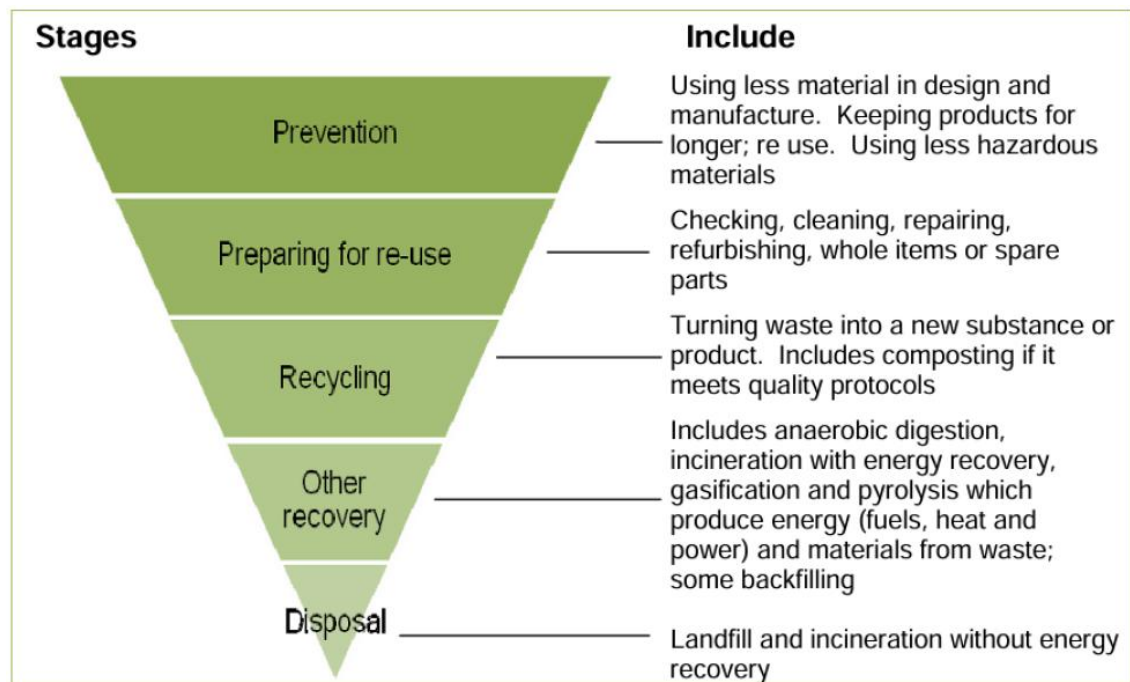 Stages
Include
Prevention
Using less material in design and
manufacture.  Keeping products for
longer; re use.  Using less hazardous
materials
Preparing for re-use
Checking, cleaning, repairing,
refurbishing, whole items or spare
parts
Recycling
Turning waste into a new substance or
product.  Includes composting if it
meets quality protocols
Other
recovery
Includes anaerobic digestion,
incineration with energy recovery,
gasification and pyrolysis which
produce energy (fuels, heat and
power) and materials from waste;
some backfilling
Disposal
Landfill and incineration without energy
recovery